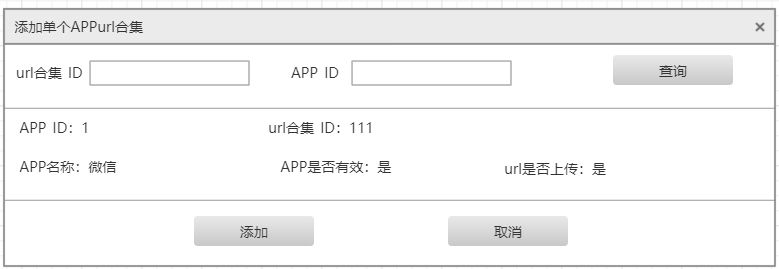 添加单个APPurl合集 ×
url合集 ID APP ID 查询
APP ID：1 url合集 ID：111
APP名称：微信 APP是否有效：是 url是否上传：是
添加 取消